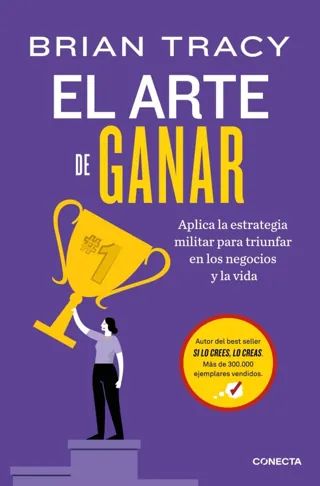 BRIAN TRACY
EL ARTE
DE GANAR
#1
Aplica la estrategia
militar para triunfar
en los negocios
y la vida
Autor del best seller
SI LO CREES, LO CREAS.
Más de 300.000
ejemplares vendidos.
CONECTA